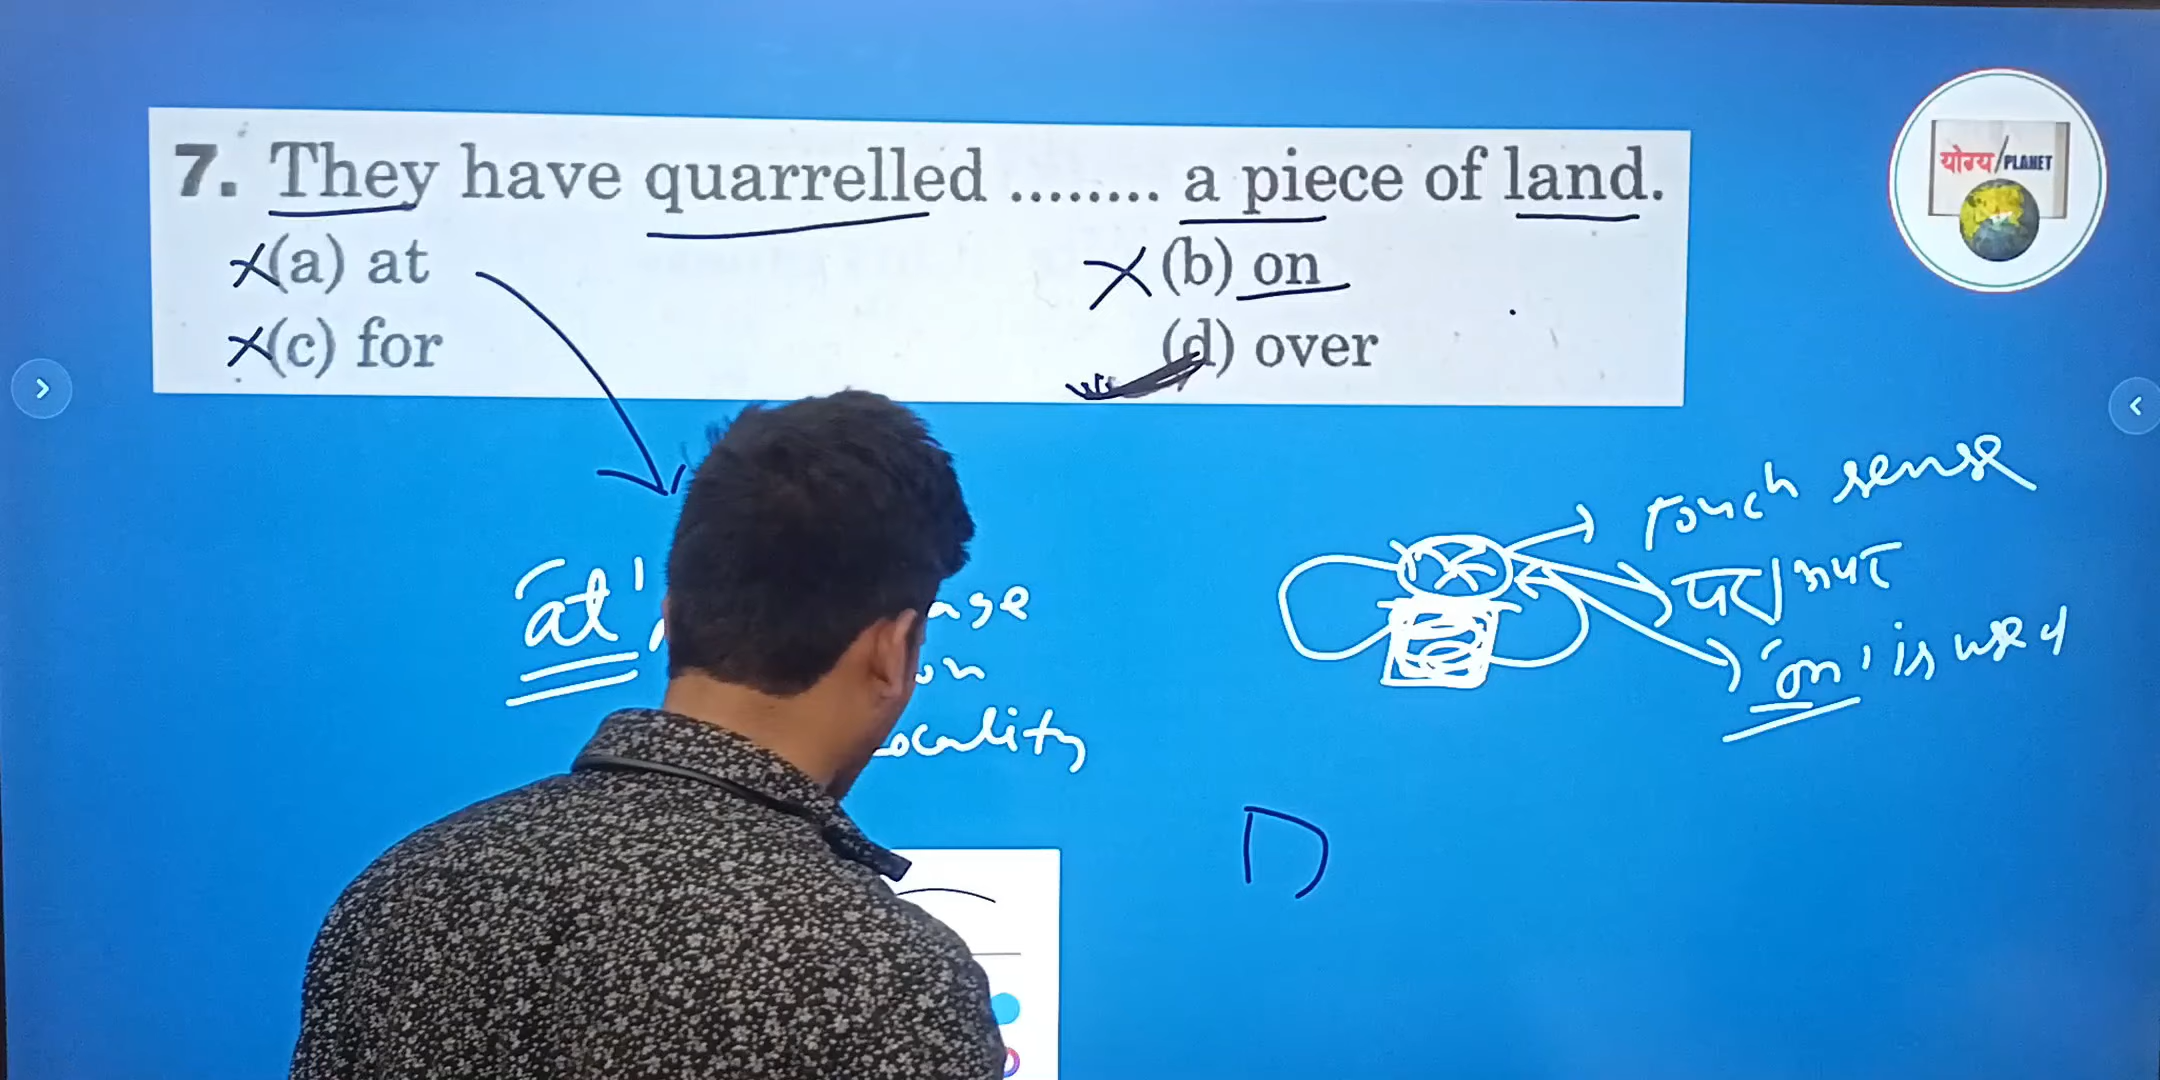 योग्य/PLANET
7. They have quarrelled ........ a piece of land.
(a) at (b) on
(c) for (d) over
touch sense
पर/ऊपर
'on' is used
'at'
ocality
D